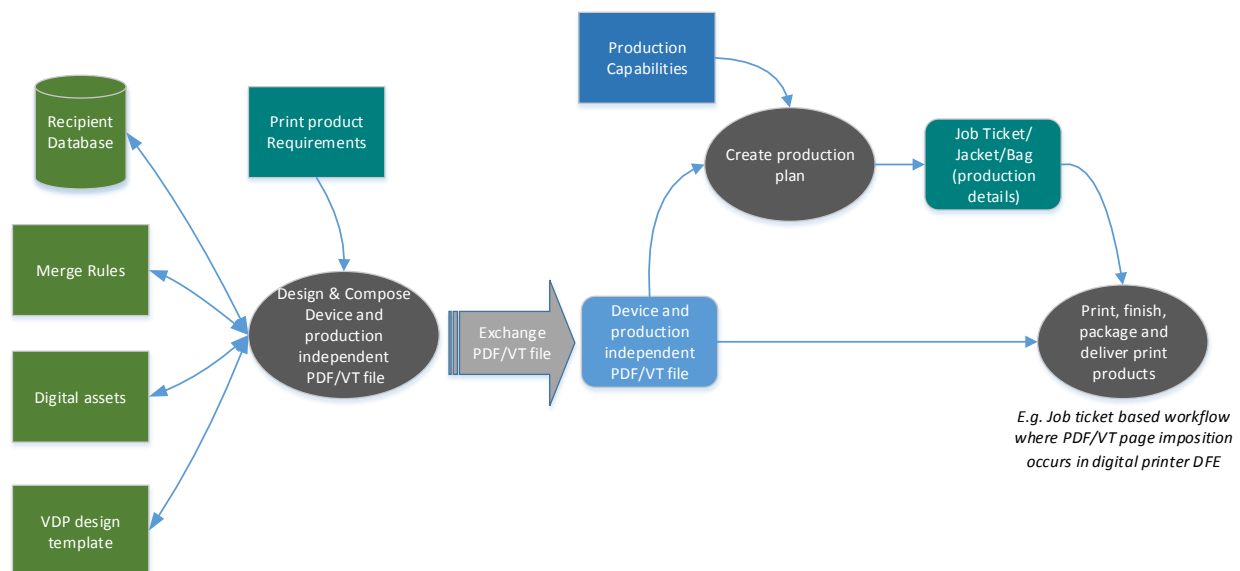 Recipient
Database
Merge Rules
Digital assets
VDP design
template
Print product
Requirements
Design & Compose
Device and
production
independent
PDF/VT file
Exchange
PDF/VT file
Device and
production
independent
PDF/VT file
Production
Capabilities
Create production
plan
Job Ticket/
Jacket/Bag
(production
details)
Print, finish,
package and
deliver print
products
E.g. Job ticket based workflow
where PDF/VT page imposition
occurs in digital printer DFE